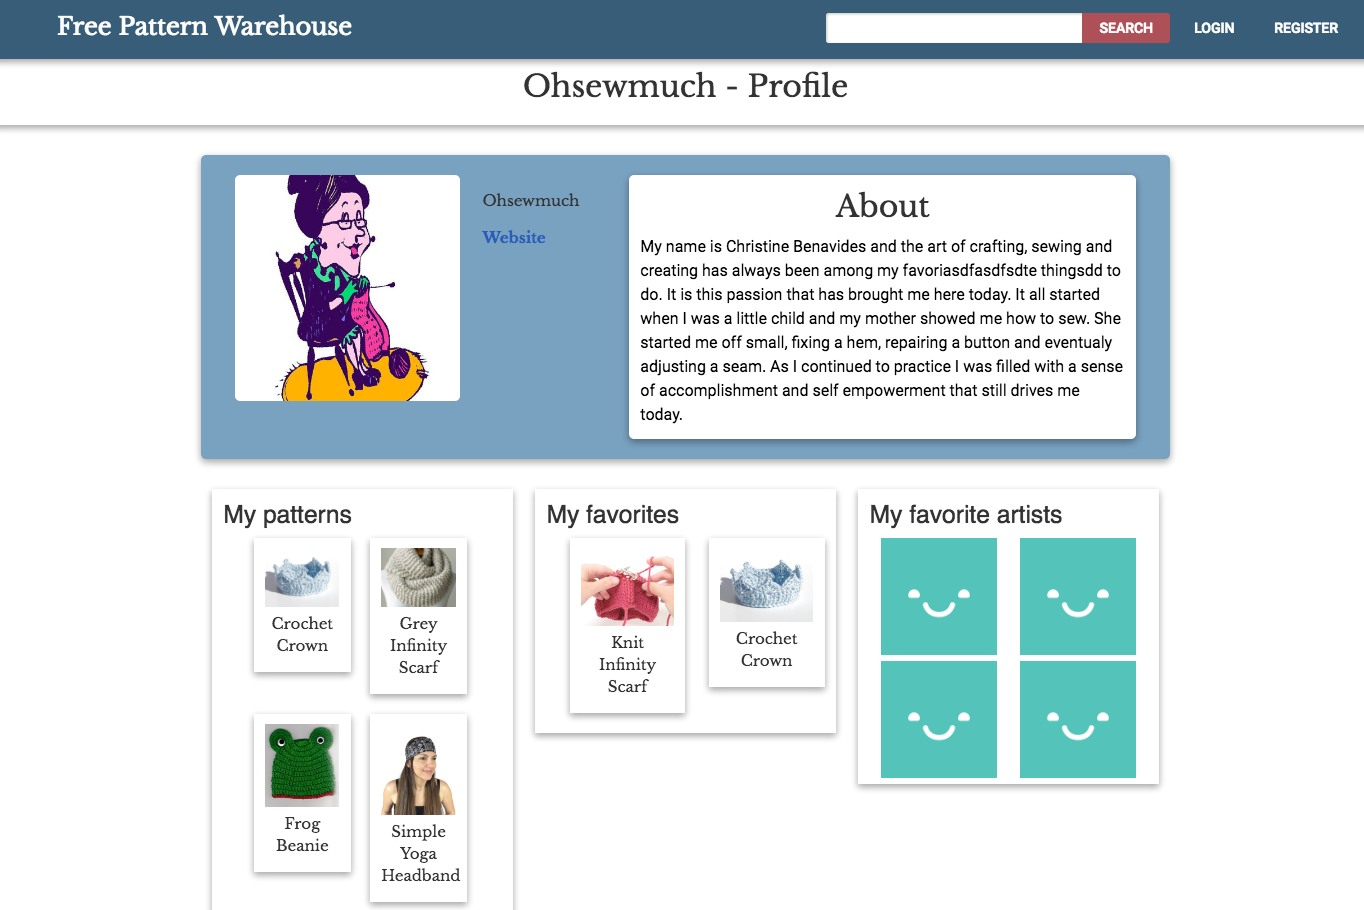 Free Pattern Warehouse
SEARCH
LOGIN
REGISTER
Ohsewmuch - Profile
Ohsewmuch
Website
About
My name is Christine Benavides and the art of crafting, sewing and
creating has always been among my favoriasdfasdfsdte thingsdd to
do. It is this passion that has brought me here today. It all started
when I was a little child and my mother showed me how to sew. She
started me off small, fixing a hem, repairing a button and eventualy
adjusting a seam. As I continued to practice I was filled with a sense
of accomplishment and self empowerment that still drives me
today.
My patterns
Crochet
Crown
Grey
Infinity
Scarf
Frog
Beanie
Simple
Yoga
Headband
My favorites
Knit
Infinity
Scarf
Crochet
Crown
My favorite artists